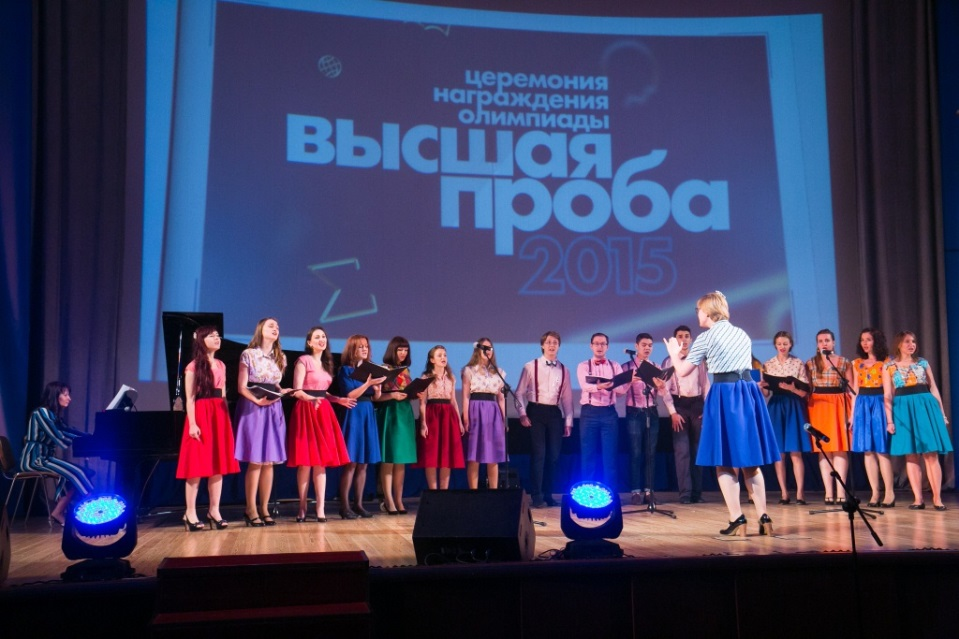 церемония
награждения
олимпиады
высшая
проба
2015